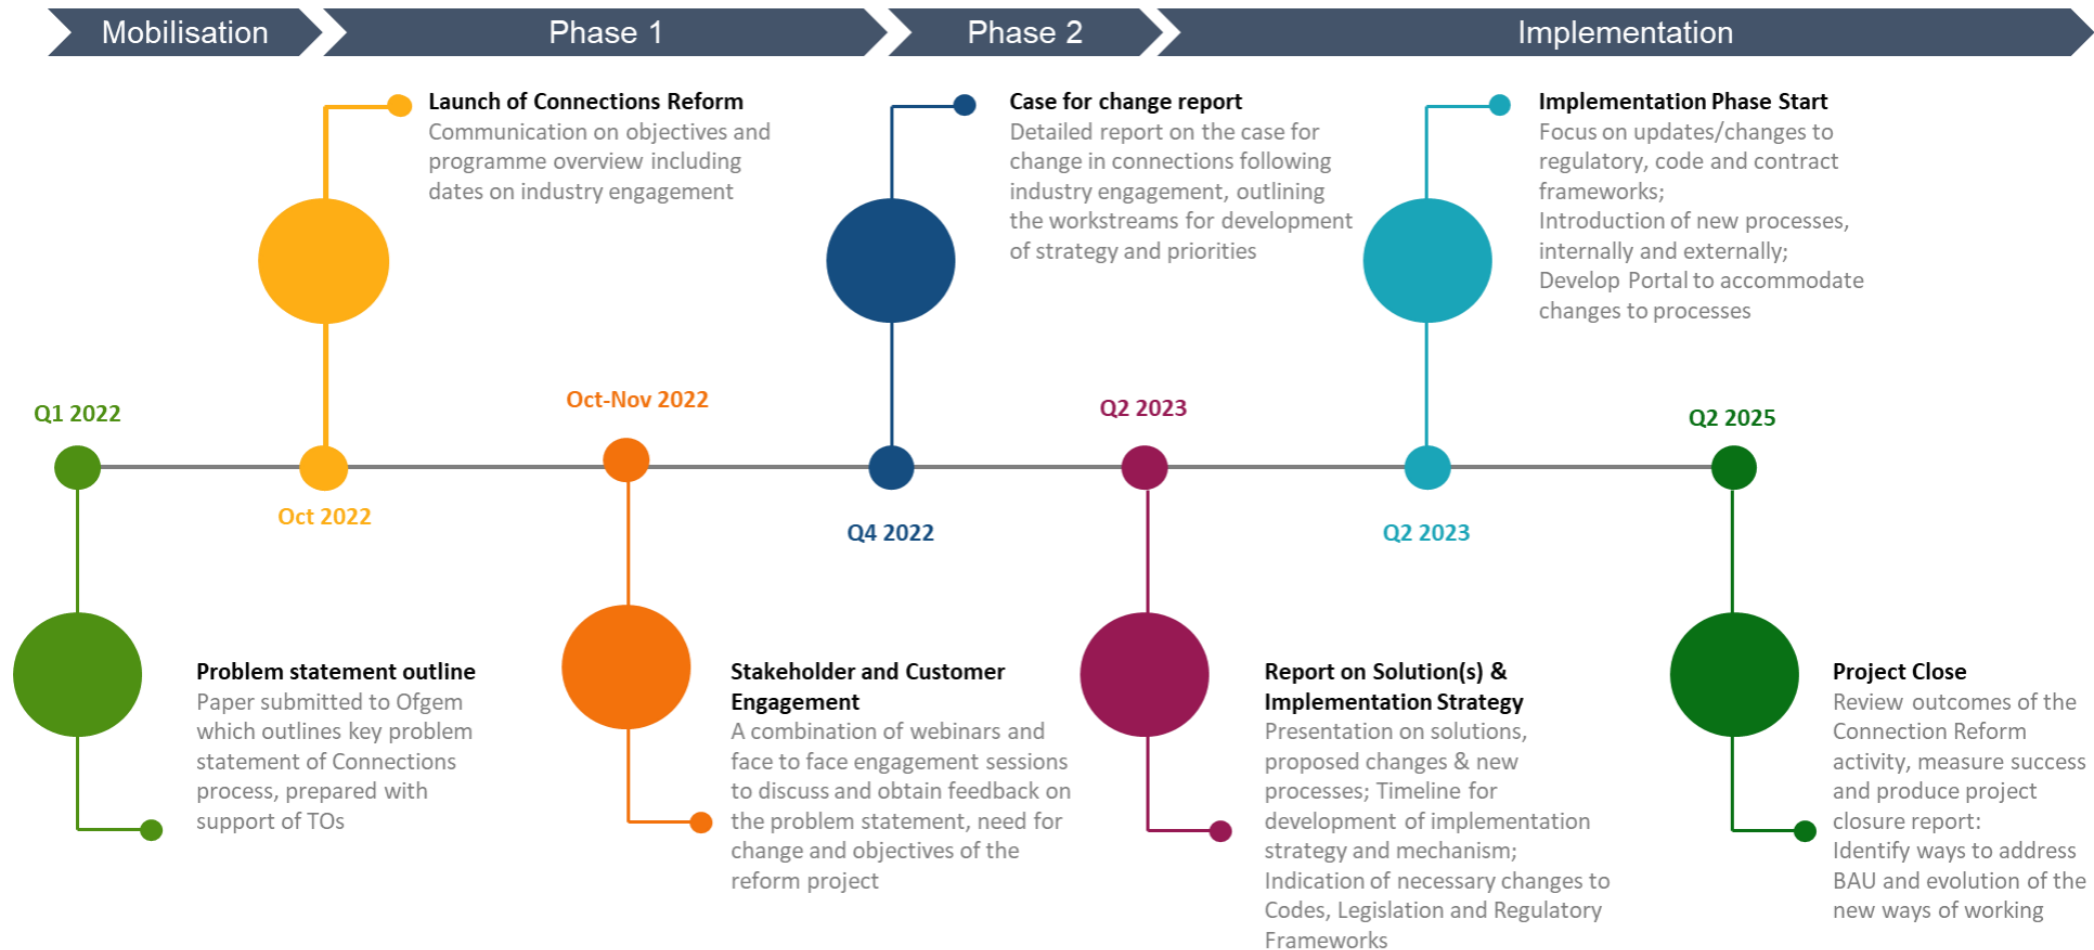 Mobilisation
Phase 1
Phase 2
Implementation
Launch of Connections Reform
Communication on objectives and
programme overview including
dates on industry engagement
Case for change report
Detailed report on the case for
change in connections following
industry engagement, outlining
the workstreams for development
of strategy and priorities
Implementation Phase Start
Focus on updates/changes to
regulatory, code and contract
frameworks;
Introduction of new processes,
internally and externally;
Develop Portal to accommodate
changes to processes
Q1 2022
Oct 2022
Oct-Nov 2022
Q4 2022
Q2 2023
Q2 2023
Q2 2025
Problem statement outline
Paper submitted to Ofgem
which outlines key problem
statement of Connections
process, prepared with
support of TOs
Stakeholder and Customer
Engagement
A combination of webinars and
face to face engagement sessions
to discuss and obtain feedback on
the problem statement, need for
change and objectives of the
reform project
Report on Solution(s) &
Implementation Strategy
Presentation on solutions,
proposed changes & new
processes; Timeline for
development of implementation
strategy and mechanism;
Indication of necessary changes to
Codes, Legislation and Regulatory
Frameworks
Project Close
Review outcomes of the
Connection Reform
activity, measure success
and produce project
closure report:
Identify ways to address
BAU and evolution of the
new ways of working